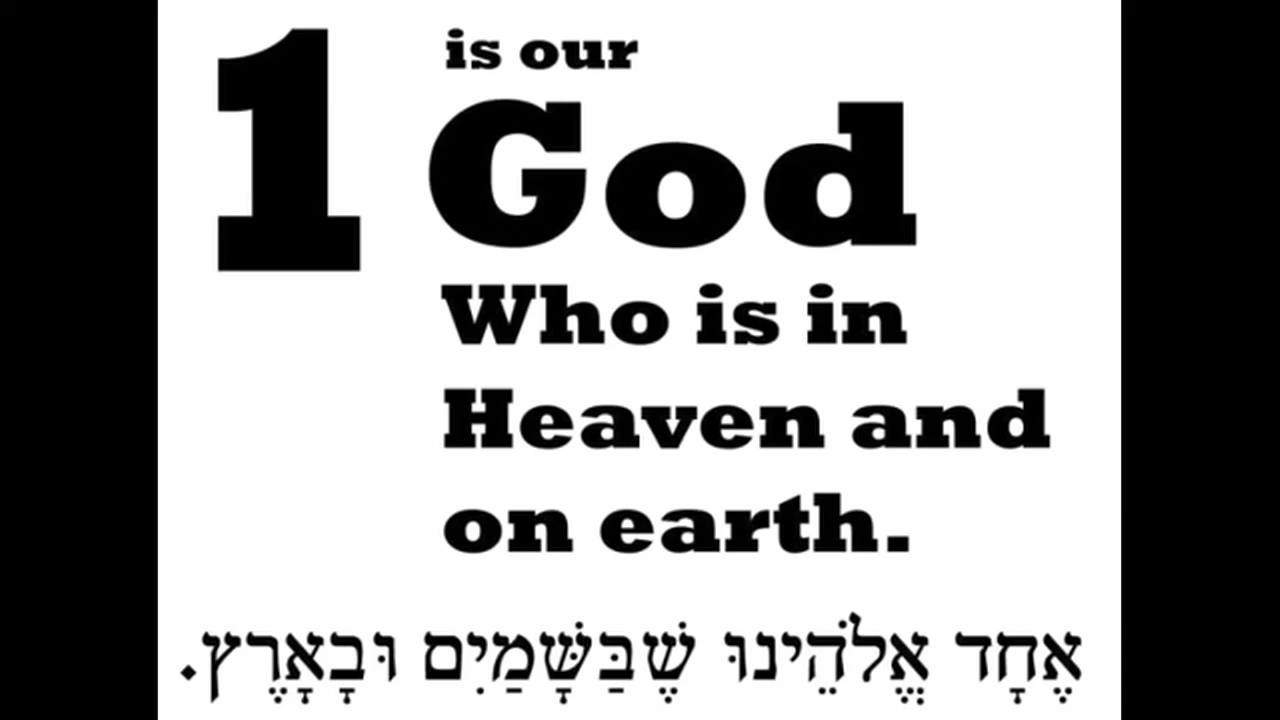 1 is our
God
Who is in
Heaven and
on earth.
אֶחָד אֱלֹהֵינוּ שֶׁבַּשָּׁמַיִם וּבָאָרֶץ.